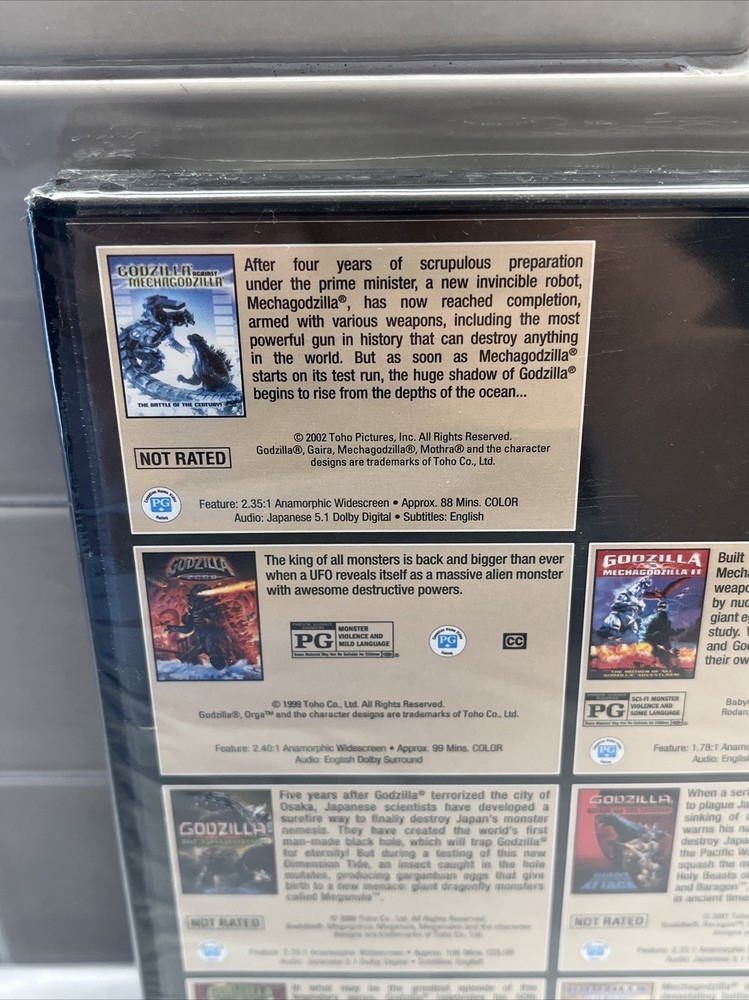 GODZILLA AGAINST
MECHAGODZILLA
THE BATTLE OF THE CENTURY!
After four years of scrupulous preparation
under the prime minister, a new invincible robot,
Mechagodzilla®, has now reached completion,
armed with various weapons, including the most
powerful gun in history that can destroy anything
in the world. But as soon as Mechagodzilla®
starts on its test run, the huge shadow of Godzilla®
begins to rise from the depths of the ocean...
NOT RATED
© 2002 Toho Pictures, Inc. All Rights Reserved.
Godzilla®, Gaira, Mechagodzilla®, Mothra® and the character
designs are trademarks of Toho Co., Ltd.
PG
Feature: 2.35:1 Anamorphic Widescreen • Approx. 88 Mins. COLOR
Audio: Japanese 5.1 Dolby Digital • Subtitles: English
GODZILLA
2000
The king of all monsters is back and bigger than ever
when a UFO reveals itself as a massive alien monster
with awesome destructive powers.
PG MONSTER
VIOLENCE AND
MILD LANGUAGE
PG
CC
© 1999 Toho Co., Ltd. All Rights Reserved.
Godzilla®, Orga™ and the character designs are trademarks of Toho Co., Ltd.
Feature: 2.40:1 Anamorphic Widescreen • Approx. 99 Mins. COLOR
Audio: English Dolby Surround
GODZILLA
MECHAGODZILLA II
Built
Mech
weapo
by nuc
giant e
study.
and Go
their ow
PG SCI-FI MONSTER
VIOLENCE AND
SOME LANGUAGE
Baby
Rodan,
PG
Feature: 1.78:1 Anam
Audio: Englis
GODZILLA
Five years after Godzilla® terrorized the city of
Osaka, Japanese scientists have developed a
surefire way to finally destroy Japan's monster
nemesis. They have created the world's first
man-made black hole, which will trap Godzilla®
for eternity! But during a testing of this new
Dimension Tide, an insect caught in the hole
mutates, producing gargantuan eggs that give
birth to a new menace: giant dragonfly monsters
called Meganula™.
NOT RATED
GODZILLA
ATTACK
When a seri
to plague Ja
sinking of a
warns his nu
destroy Japa
the Pacific Wa
squash the m
Holy Beasts o
and Baragon™
in ancient time
NOT RATED